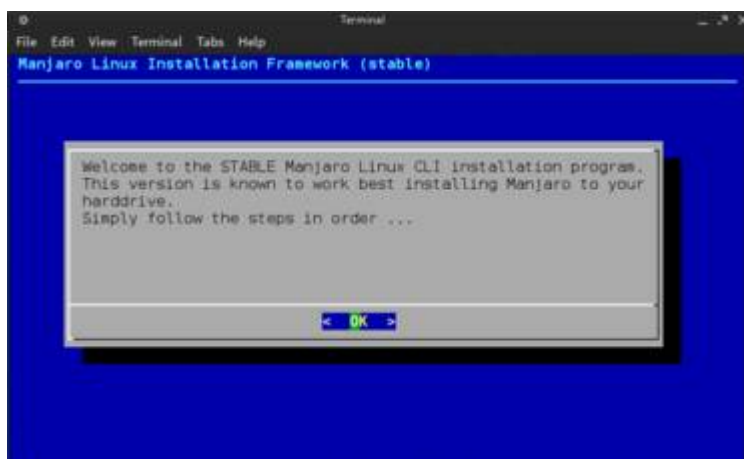 Terminal
File Edit View Terminal Tabs Help
Manjaro Linux Installation Framework (stable)
Welcome to the STABLE Manjaro Linux CLI installation program.
This version is known to work best installing Manjaro to your
harddrive.
Simply follow the steps in order ...
< OK >